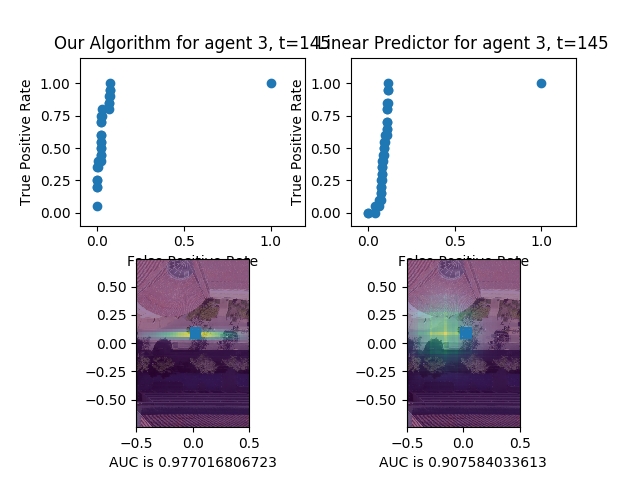 Our Algorithm for agent 3, t=145
Linear Predictor for agent 3, t=145
True Positive Rate
1.00
0.75
0.50
0.25
0.00
0.0 0.5 1.0
False Positive Rate
True Positive Rate
1.00
0.75
0.50
0.25
0.00
0.0 0.5 1.0
False Positive Rate
0.50
0.25
0.00
−0.25
−0.50
−0.5 0.0 0.5
AUC is 0.977016806723
0.50
0.25
0.00
−0.25
−0.50
−0.5 0.0 0.5
AUC is 0.907584033613